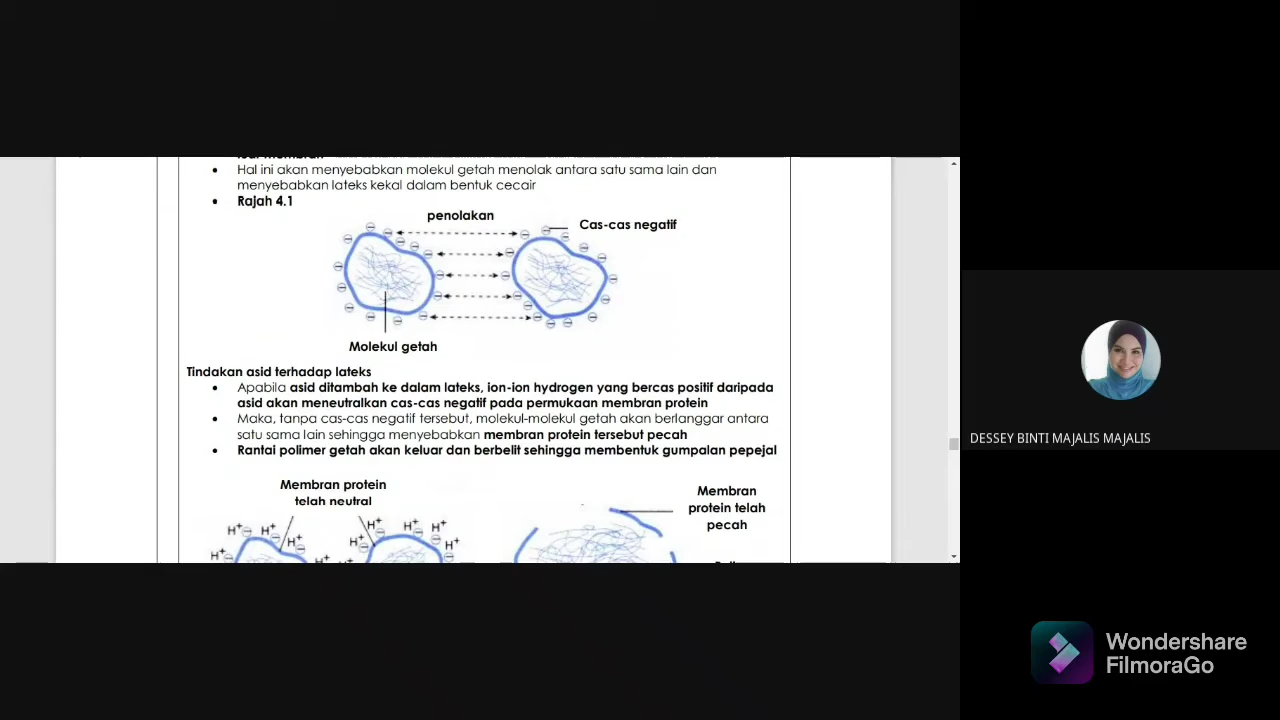 luar membran
Hal ini akan menyebabkan molekul getah menolak antara satu sama lain dan
menyebabkan lateks kekal dalam bentuk cecair
Rajah 4.1
penolakan
Cas-cas negatif
Molekul getah
Tindakan asid terhadap lateks
Apabila asid ditambah ke dalam lateks, ion-ion hydrogen yang bercas positif daripada
asid akan meneutralkan cas-cas negatif pada permukaan membran protein
Maka, tanpa cas-cas negatif tersebut, molekul-molekul getah akan berlanggar antara
satu sama lain sehingga menyebabkan membran protein tersebut pecah
Rantai polimer getah akan keluar dan berbelit sehingga membentuk gumpalan pepejal
Membran protein
telah neutral
Membran
protein telah
pecah
H⁺ H⁺ H⁺ H⁺ H⁺ H⁺ H⁺ H⁺ H⁺ H⁺ H⁺
DESSEY BINTI MAJALIS MAJALIS
Wondershare
FilmoraGo